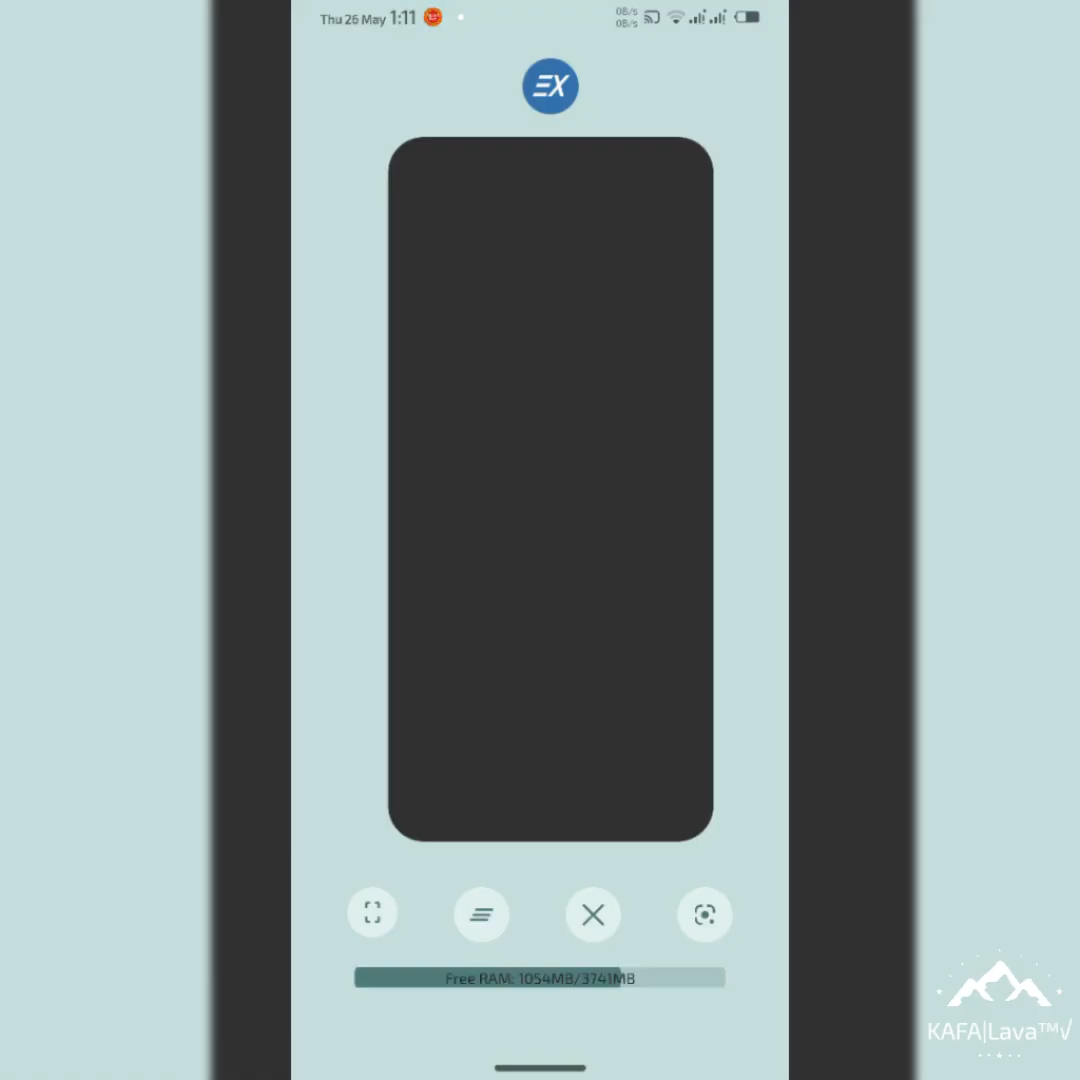 Thu 26 May 1:11
0B/s
0B/s
EX
Free RAM: 1054MB/3741MB
KAFA|Lava™√